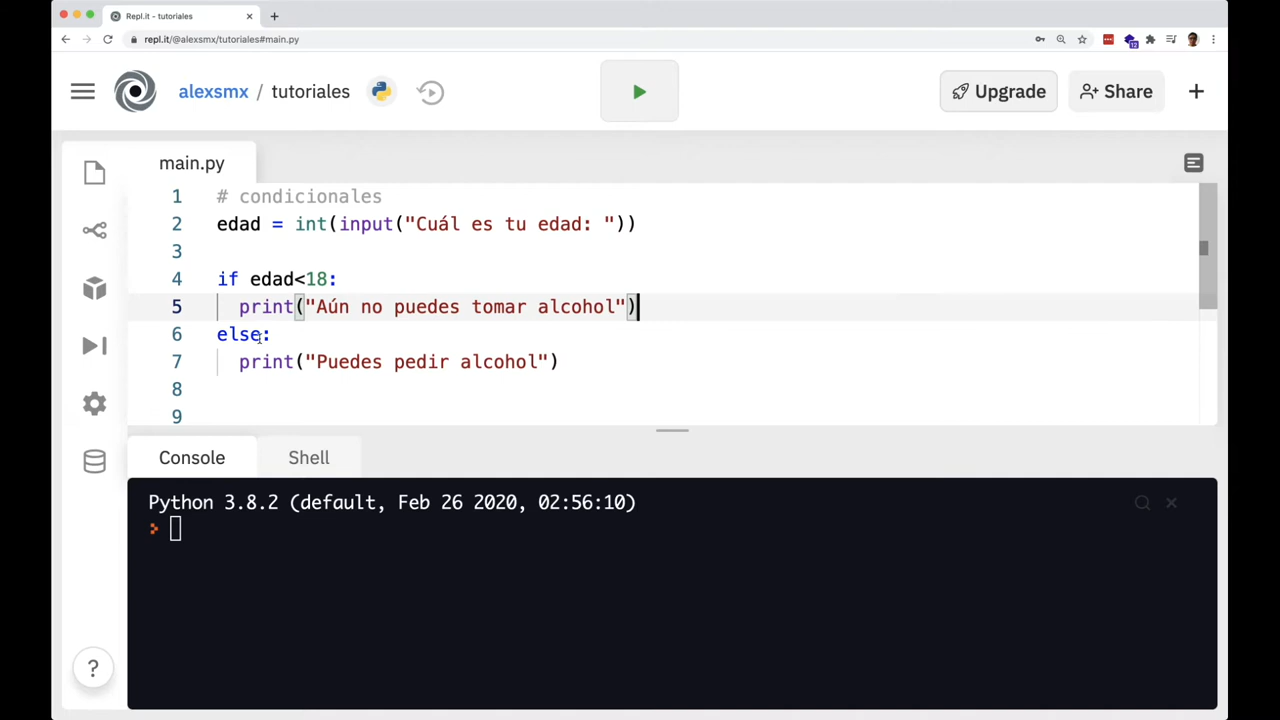 Repl.it - tutoriales
repl.it/@alexsmx/tutoriales#main.py
12
alexsmx / tutoriales
Upgrade
Share
main.py
1 # condicionales
2 edad = int(input("Cuál es tu edad: "))
3
4 if edad<18:
5 print("Aún no puedes tomar alcohol")
6 else:
7 print("Puedes pedir alcohol")
8
9
Console
Shell
Python 3.8.2 (default, Feb 26 2020, 02:56:10)
?